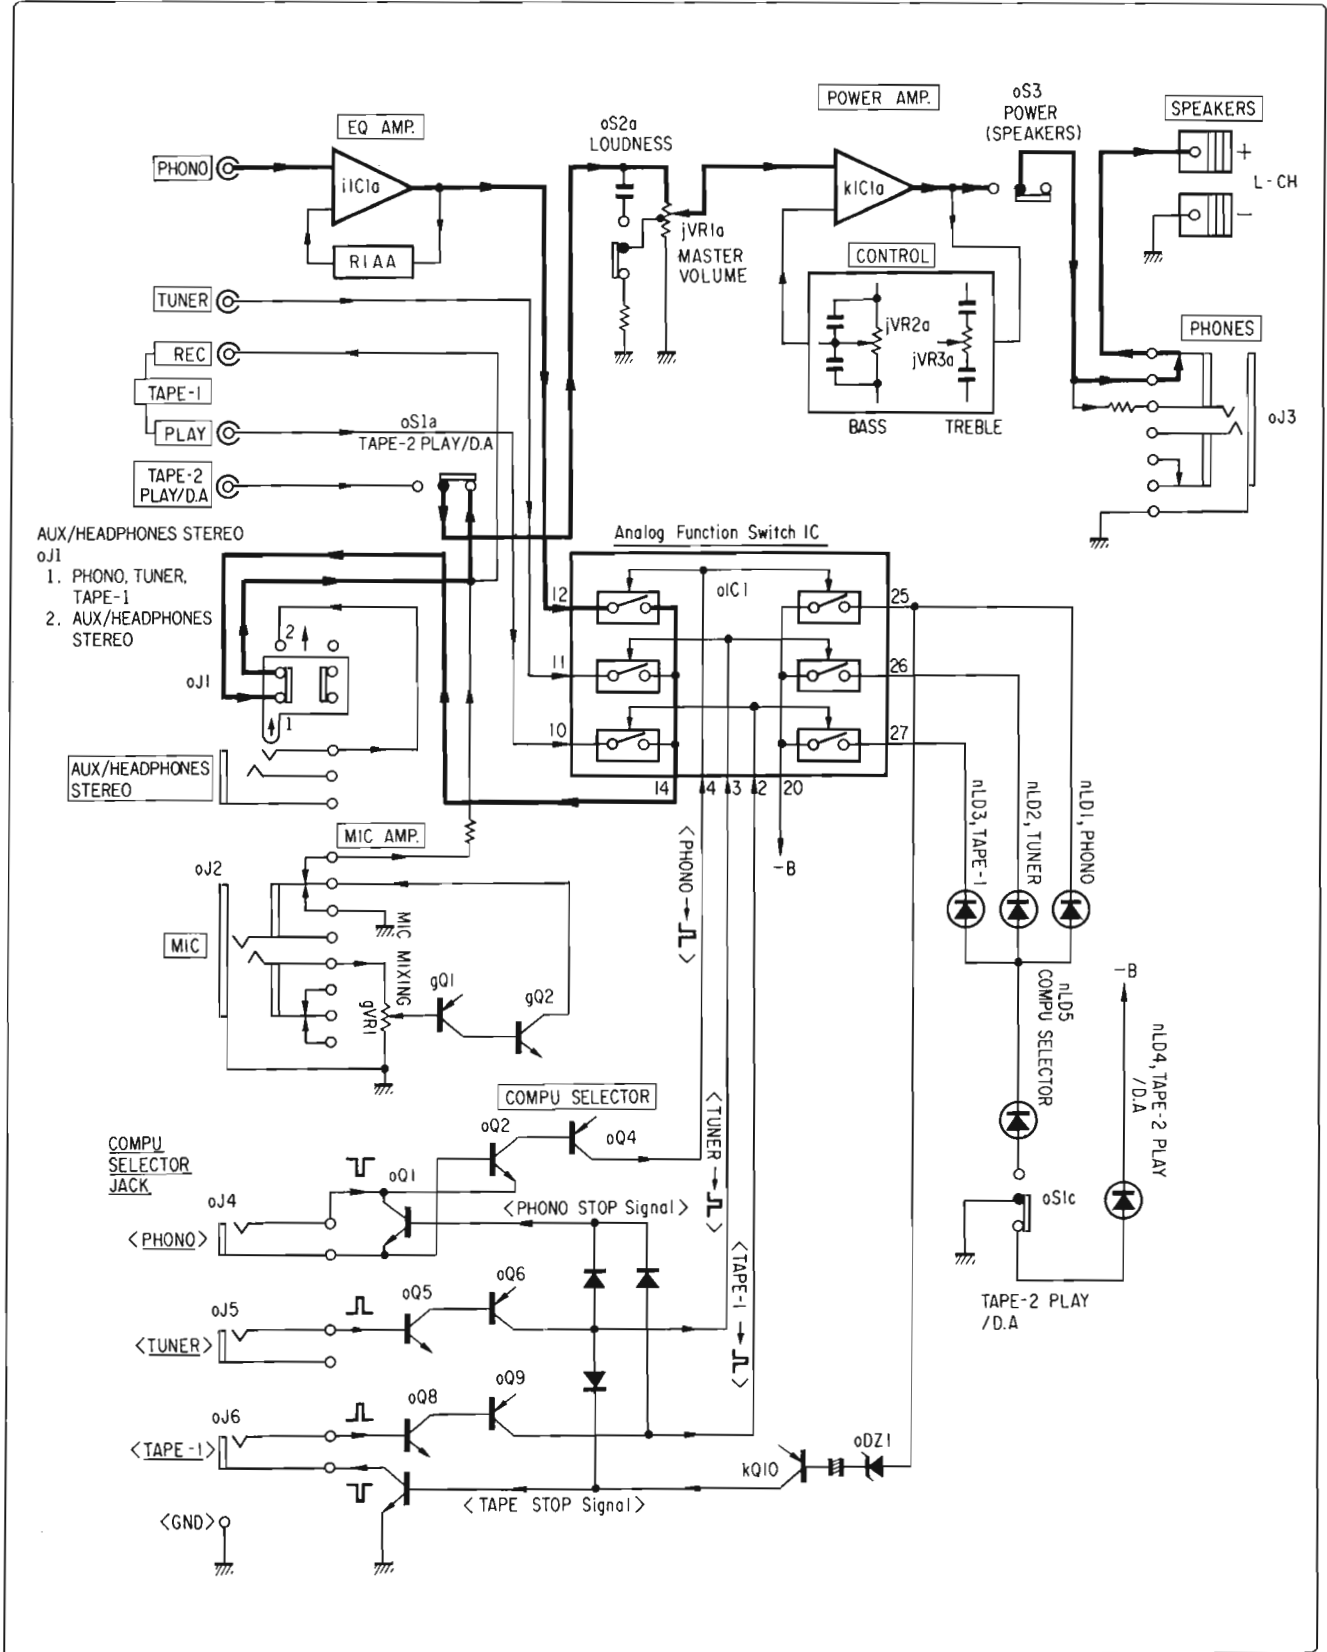 EQ AMP.
PHONO
i1C1a
RIAA
oS2a
LOUDNESS
jVR1a
MASTER
VOLUME
POWER AMP.
k1C1a
CONTROL
jVR2a
jVR3a
BASS
TREBLE
oS3
POWER
(SPEAKERS)
SPEAKERS
+
L-CH
−
PHONES
oJ3
TUNER
REC
TAPE-1
PLAY
oS1a
TAPE-2 PLAY/D.A
TAPE-2
PLAY/D.A
AUX/HEADPHONES STEREO
oJ1
1. PHONO, TUNER,
TAPE-1
2. AUX/HEADPHONES
STEREO
2
oJ1
1
AUX/HEADPHONES
STEREO
Analog Function Switch IC
oIC1
12
11
10
14
4
3
2
20
25
26
27
−B
<PHONO→ >
nLD3, TAPE-1
nLD2, TUNER
nLD1, PHONO
MIC AMP.
oJ2
MIC
MIC MIXING
gVR1
gQ1
gQ2
nLD5
COMPU SELECTOR
−B
nLD4, TAPE-2 PLAY
/D.A
oS1c
TAPE-2 PLAY
/D.A
COMPU SELECTOR
<TUNER→ >
<TAPE-1→ >
COMPU
SELECTOR
JACK
oJ4
<PHONO>
oQ1
oQ2
oQ4
<PHONO STOP Signal>
oJ5
<TUNER>
oQ5
oQ6
oJ6
<TAPE-1>
oQ8
oQ9
<TAPE STOP Signal>
kQ10
oDZ1
<GND>